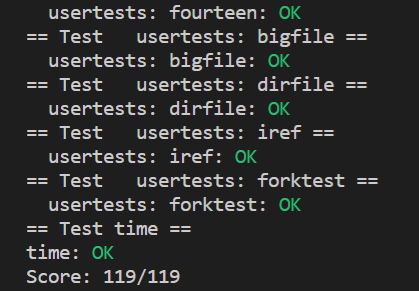 usertests: fourteen: OK
== Test   usertests: bigfile ==
usertests: bigfile: OK
== Test   usertests: dirfile ==
usertests: dirfile: OK
== Test   usertests: iref ==
usertests: iref: OK
== Test   usertests: forktest ==
usertests: forktest: OK
== Test time ==
time: OK
Score: 119/119